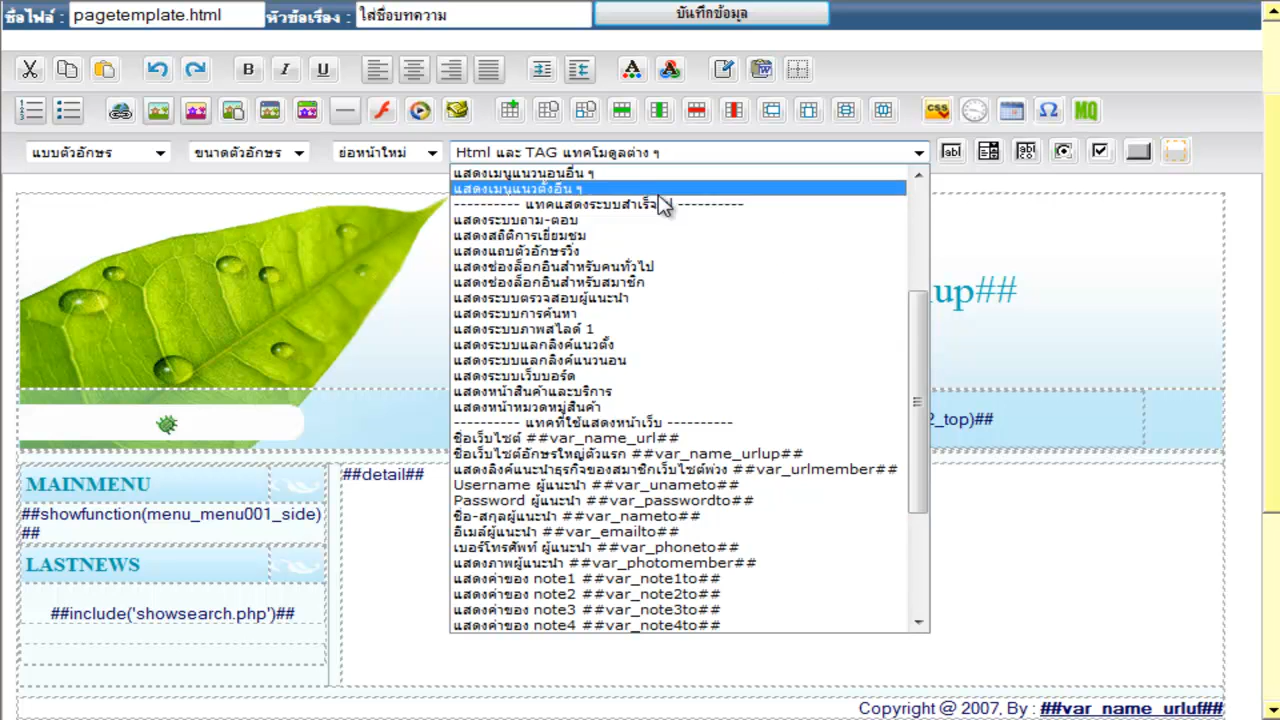 ชื่อไฟล์ : pagetemplate.html หัวข้อเรื่อง : ใส่ชื่อบทความ บันทึกข้อมูล
B I U
CSS Ω MQ
แบบตัวอักษร ขนาดตัวอักษร ย่อหน้าใหม่ Html และ TAG แทคโมดูลต่าง ๆ
แสดงเมนูแนวนอนอื่น ๆ
แสดงเมนูแนวตั้งอื่น ๆ
---------- แทคแสดงระบบสำเร็จ ----------
แสดงระบบถาม-ตอบ
แสดงสถิติการเยี่ยมชม
แสดงแถบตัวอักษรวิ่ง
แสดงช่องล็อกอินสำหรับคนทั่วไป
แสดงช่องล็อกอินสำหรับสมาชิก
แสดงระบบตรวจสอบผู้แนะนำ
แสดงระบบการค้นหา
แสดงระบบภาพสไลด์ 1
แสดงระบบแลกลิงค์แนวตั้ง
แสดงระบบแลกลิงค์แนวนอน
แสดงระบบเว็บบอร์ด
แสดงหน้าสินค้าและบริการ
แสดงหน้าหมวดหมู่สินค้า
---------- แทคที่ใช้แสดงหน้าเว็บ ----------
ชื่อเว็บไซต์ ##var_name_url##
ชื่อเว็บไซต์อักษรใหญ่ตัวแรก ##var_name_urlup##
แสดงลิงค์แนะนำธุรกิจของสมาชิกเว็บไซต์พ่วง ##var_urlmember##
Username ผู้แนะนำ ##var_unameto##
Password ผู้แนะนำ ##var_passwordto##
ชื่อ-สกุลผู้แนะนำ ##var_nameto##
อีเมล์ผู้แนะนำ ##var_emailto##
เบอร์โทรศัพท์ ผู้แนะนำ ##var_phoneto##
แสดงภาพผู้แนะนำ ##var_photomember##
แสดงค่าของ note1 ##var_note1to##
แสดงค่าของ note2 ##var_note2to##
แสดงค่าของ note3 ##var_note3to##
แสดงค่าของ note4 ##var_note4to##
lup##
2_top)##
MAINMENU
##showfunction(menu_menu001_side)
##
LASTNEWS
##include('showsearch.php')##
##detail##
Copyright @ 2007, By : ##var_name_urluf##